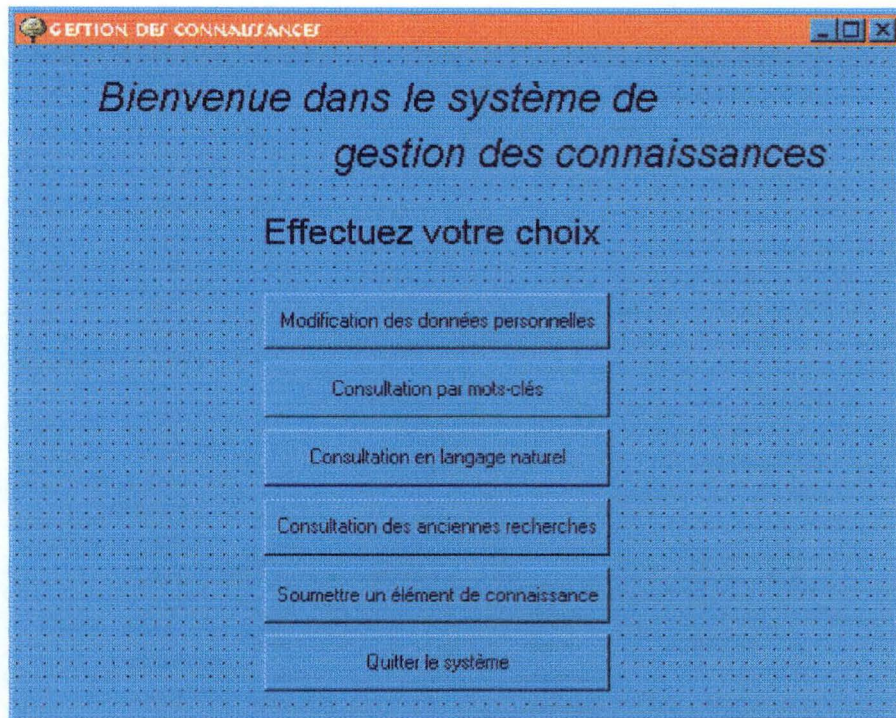 GESTION DES CONNAISSANCES
Bienvenue dans le système de
gestion des connaissances
Effectuez votre choix
Modification des données personnelles
Consultation par mots-clés
Consultation en langage naturel
Consultation des anciennes recherches
Soumettre un élément de connaissance
Quitter le système